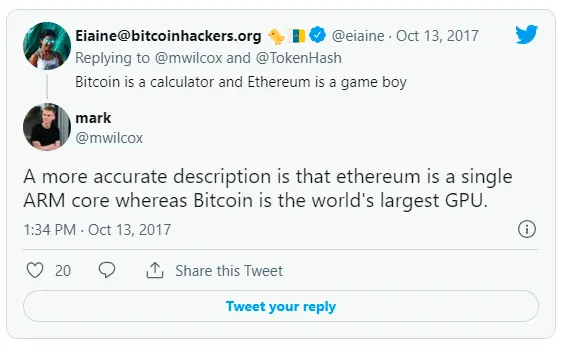 Eiaine@bitcoinhackers.org 🐤 🇮🇨 @eiaine · Oct 13, 2017
Replying to @mwilcox and @TokenHash
Bitcoin is a calculator and Ethereum is a game boy
mark
@mwilcox
A more accurate description is that ethereum is a single
ARM core whereas Bitcoin is the world's largest GPU.
1:34 PM · Oct 13, 2017
20
Share this Tweet
Tweet your reply